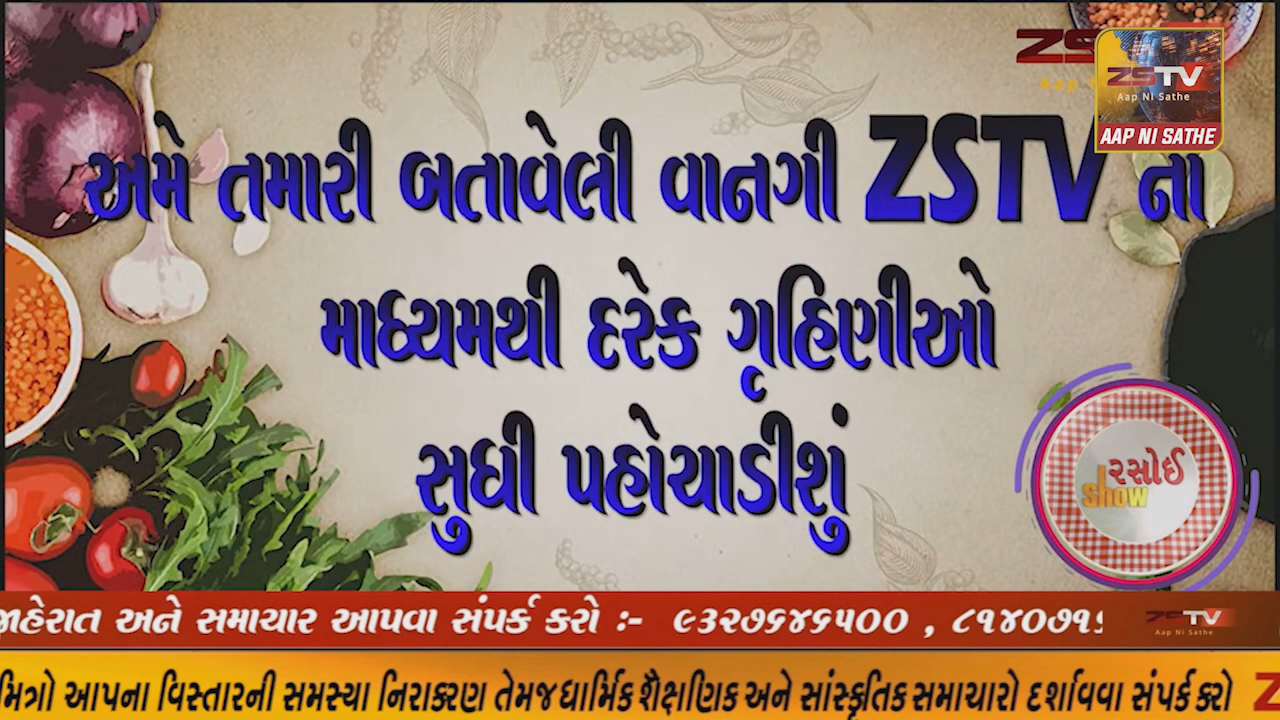 ZSTV
Aap Ni Sathe
AAP NI SATHE
અમે તમારી બતાવેલી વાનગી ZSTV ના
માધ્યમથી દરેક ગૃહિણીઓ
સુધી પહોચાડીશું
રસોઈ
Show
જાહેરાત અને સમાચાર આપવા સંપર્ક કરો :- ૯૩૨૭૬૪૬૫૦૦ , ૮૧૪૦૭૧
ZSTV
Aap Ni Sathe
મિત્રો આપના વિસ્તારની સમસ્યા નિરાકરણ તેમજ ધાર્મિક શૈક્ષણિક અને સાંસ્કૃતિક સમાચારો દર્શાવવા સંપર્ક કરો